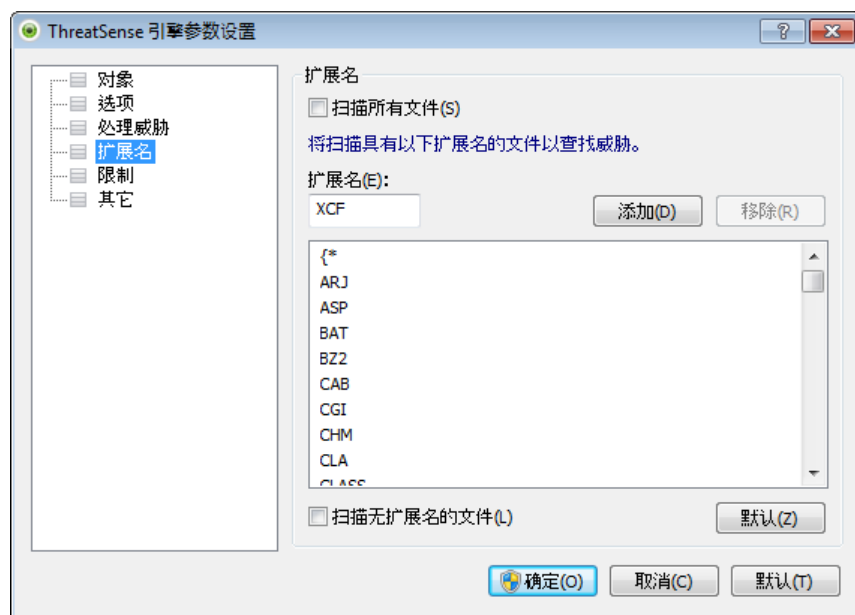 ThreatSense 引擎参数设置
对象
选项
处理威胁
扩展名
限制
其它
扩展名
扫描所有文件(S)
将扫描具有以下扩展名的文件以查找威胁。
扩展名(E):
XCF
添加(D)
移除(R)
{*
ARJ
ASP
BAT
BZ2
CAB
CGI
CHM
CLA
CLASS
扫描无扩展名的文件(L)
默认(Z)
确定(O)
取消(C)
默认(T)